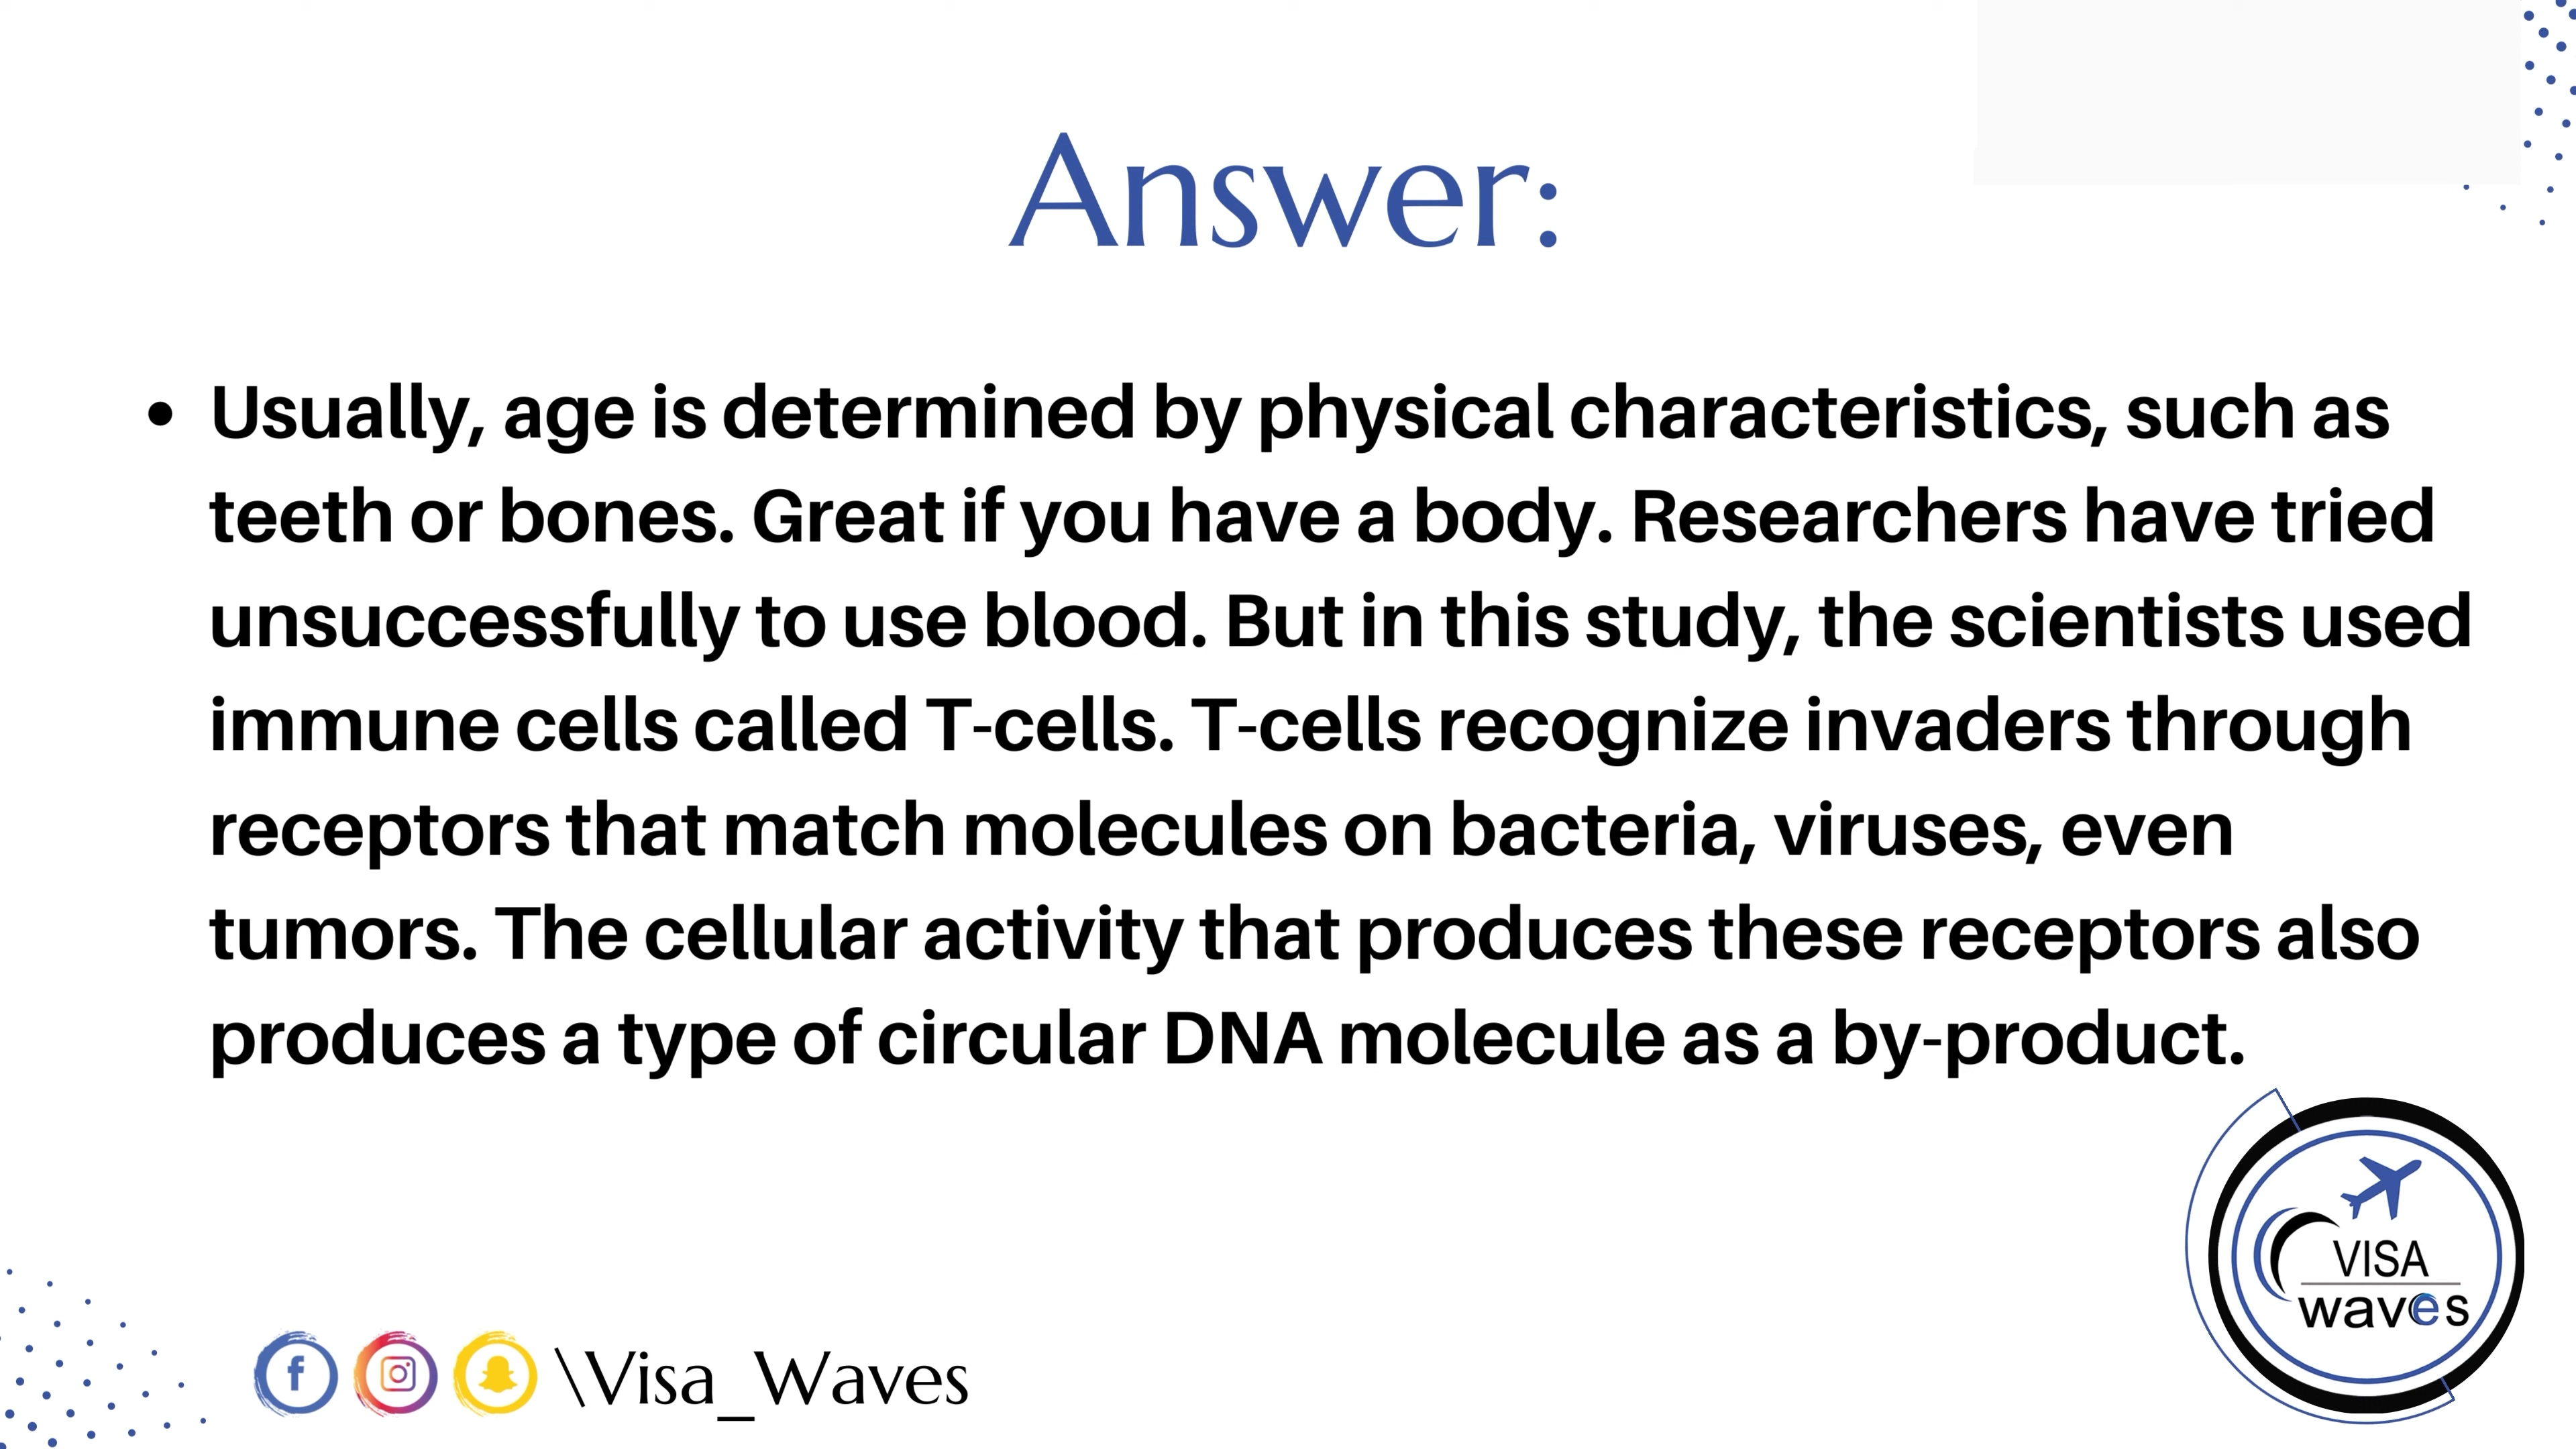 Answer:
• Usually, age is determined by physical characteristics, such as
teeth or bones. Great if you have a body. Researchers have tried
unsuccessfully to use blood. But in this study, the scientists used
immune cells called T-cells. T-cells recognize invaders through
receptors that match molecules on bacteria, viruses, even
tumors. The cellular activity that produces these receptors also
produces a type of circular DNA molecule as a by-product.
VISA
waves
\Visa_Waves